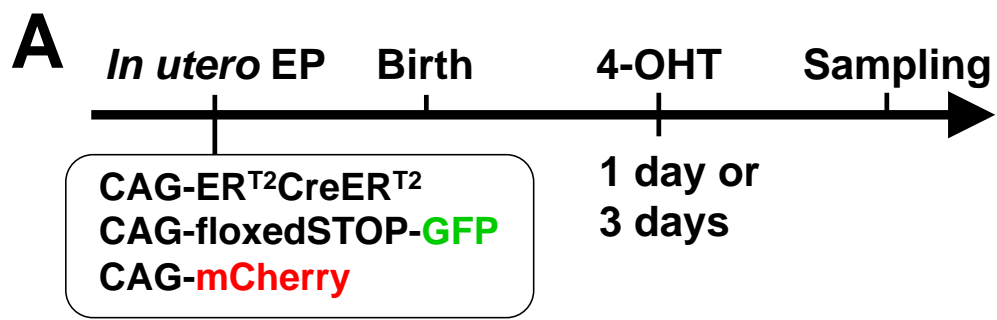 A
In utero EP Birth 4-OHT Sampling
CAG-ERT2CreERT2
CAG-floxedSTOP-GFP
CAG-mCherry
1 day or
3 days